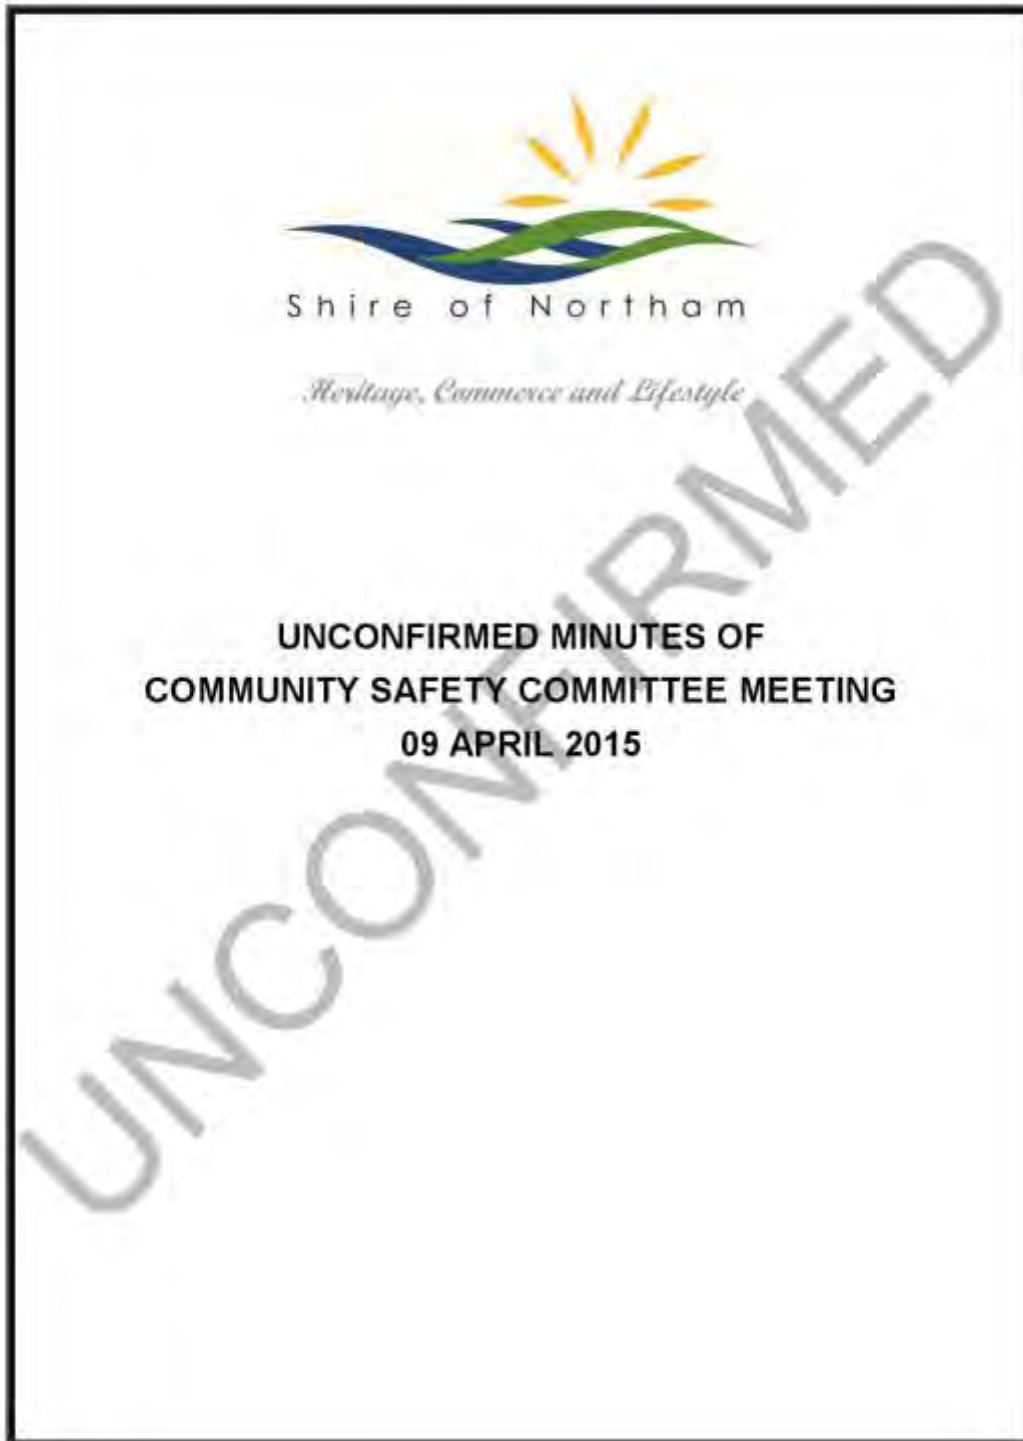 Shire of Northam
Heritage, Commerce and Lifestyle
UNCONFIRMED MINUTES OF
COMMUNITY SAFETY COMMITTEE MEETING
09 APRIL 2015
UNCONFIRMED